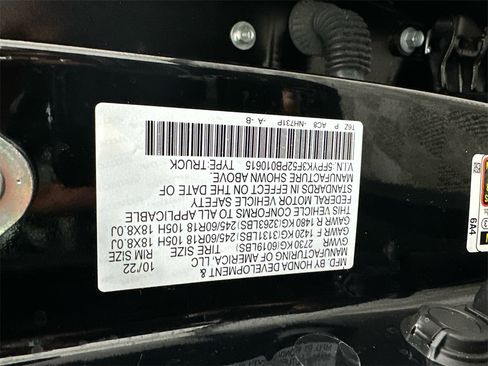 MFD. BY HONDA DEVELOPMENT &
MANUFACTURING OF AMERICA, LLC 10/'22
GVWR 2730 KG (6019LBS) TIRE SIZE RIM SIZE
GAWR F 1420 KG(3131LBS) 245/60R18 105H 18X8.0J
GAWR R 1480 KG(3263LBS) 245/60R18 105H 18X8.0J
THIS VEHICLE CONFORMS TO ALL APPLICABLE
FEDERAL MOTOR VEHICLE SAFETY
STANDARDS IN EFFECT ON THE DATE OF
MANUFACTURE SHOWN ABOVE.
V.I.N. 5FPYK3F52PB010615 TYPE:TRUCK
T6Z P AC8 -NH731P -A -B
6A4